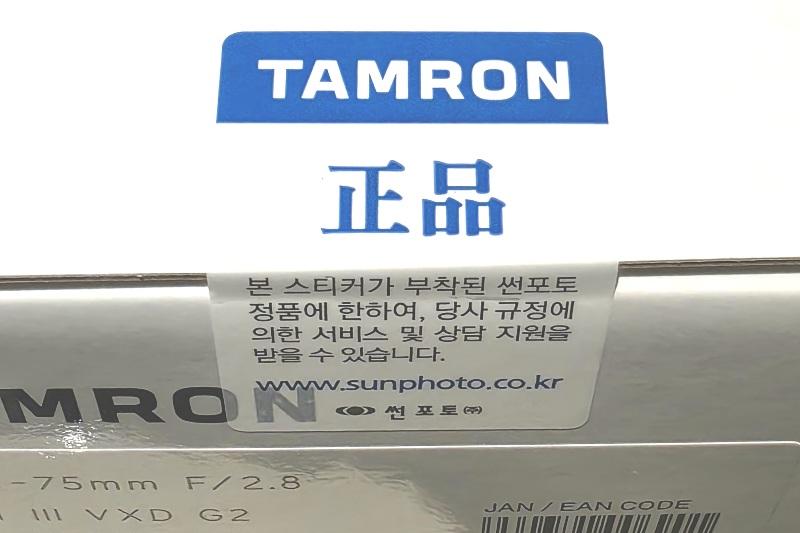 TAMRON
正品
본 스티커가 부착된 썬포토
정품에 한하여, 당사 규정에
의한 서비스 및 상담 지원을
받을 수 있습니다.
www.sunphoto.co.kr
썬포토㈜
MRON
-75mm F/2.8
III VXD G2
JAN / EAN CODE